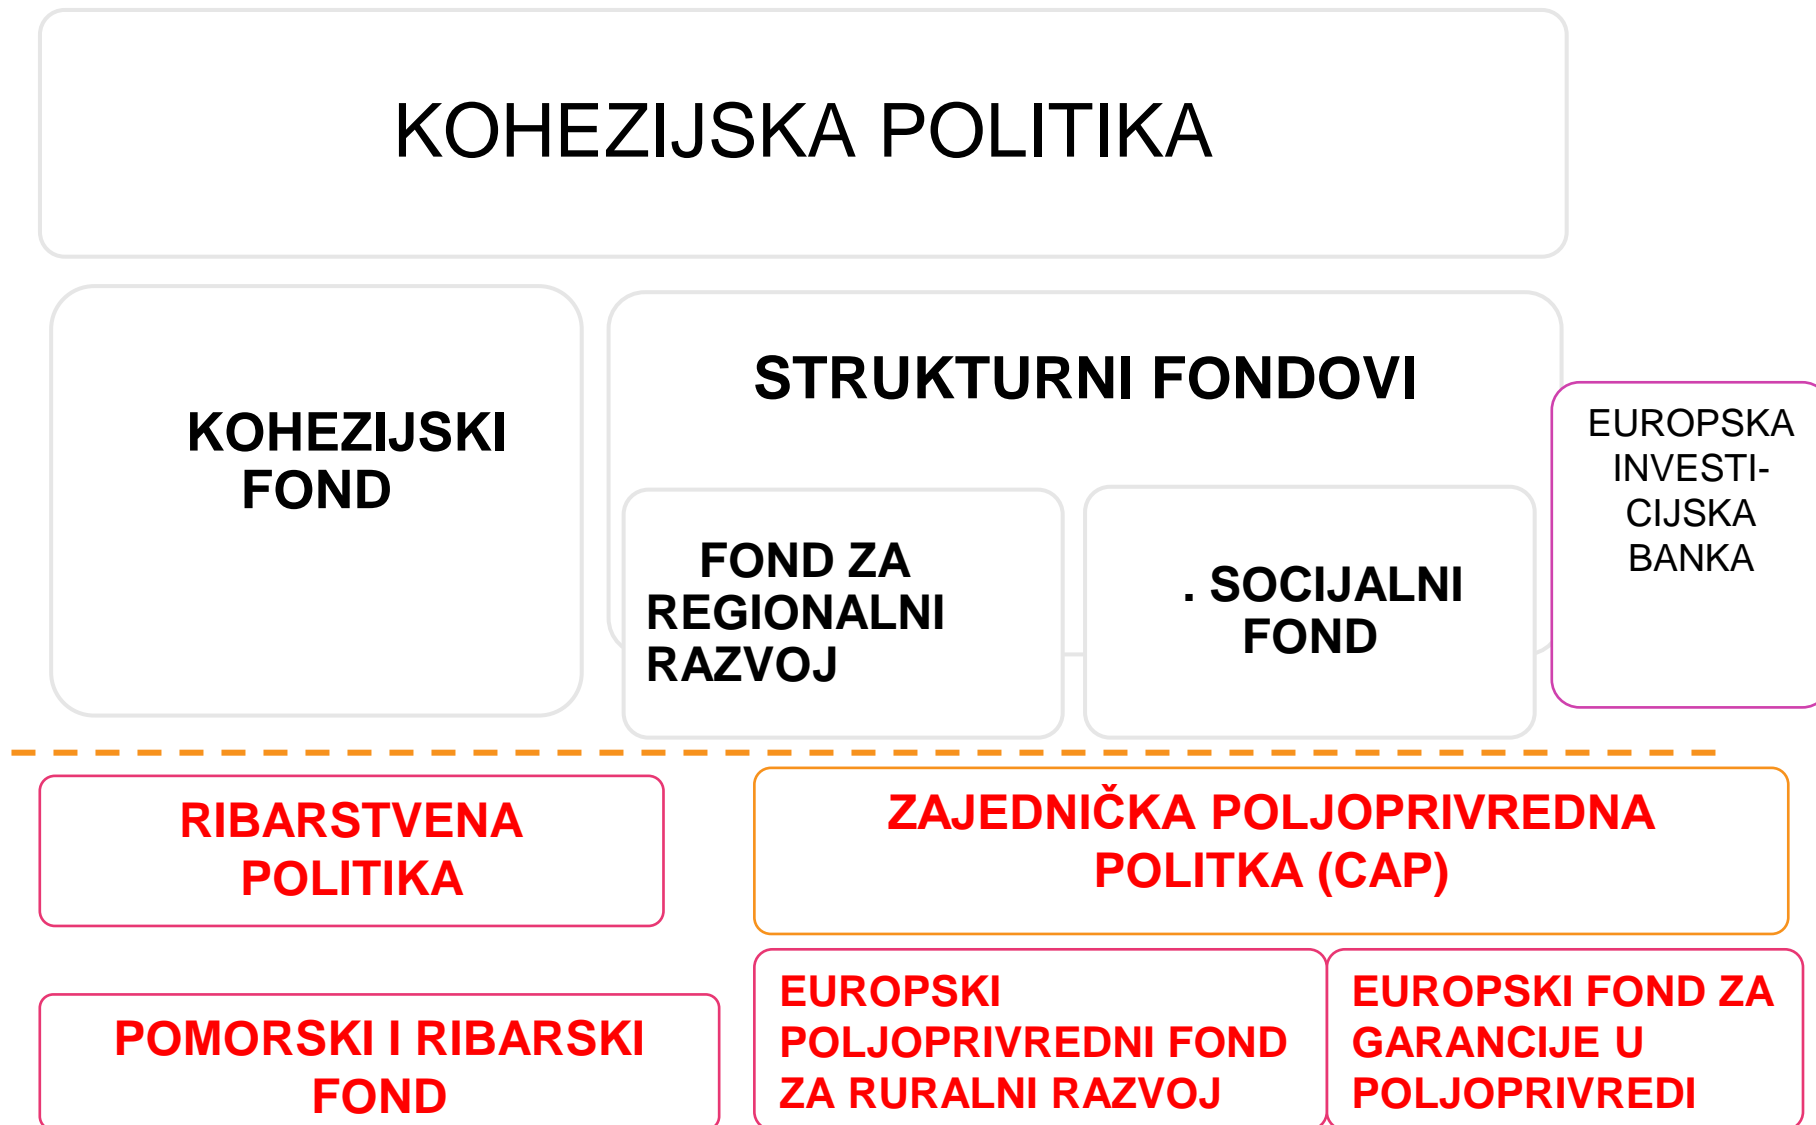 KOHEZIJSKA POLITIKA
KOHEZIJSKI
FOND
STRUKTURNI FONDOVI
FOND ZA
REGIONALNI
RAZVOJ
. SOCIJALNI
FOND
EUROPSKA
INVESTI-
CIJSKA
BANKA
RIBARSTVENA
POLITIKA
ZAJEDNIČKA POLJOPRIVREDNA
POLITKA (CAP)
POMORSKI I RIBARSKI
FOND
EUROPSKI
POLJOPRIVREDNI FOND
ZA RURALNI RAZVOJ
EUROPSKI FOND ZA
GARANCIJE U
POLJOPRIVREDI